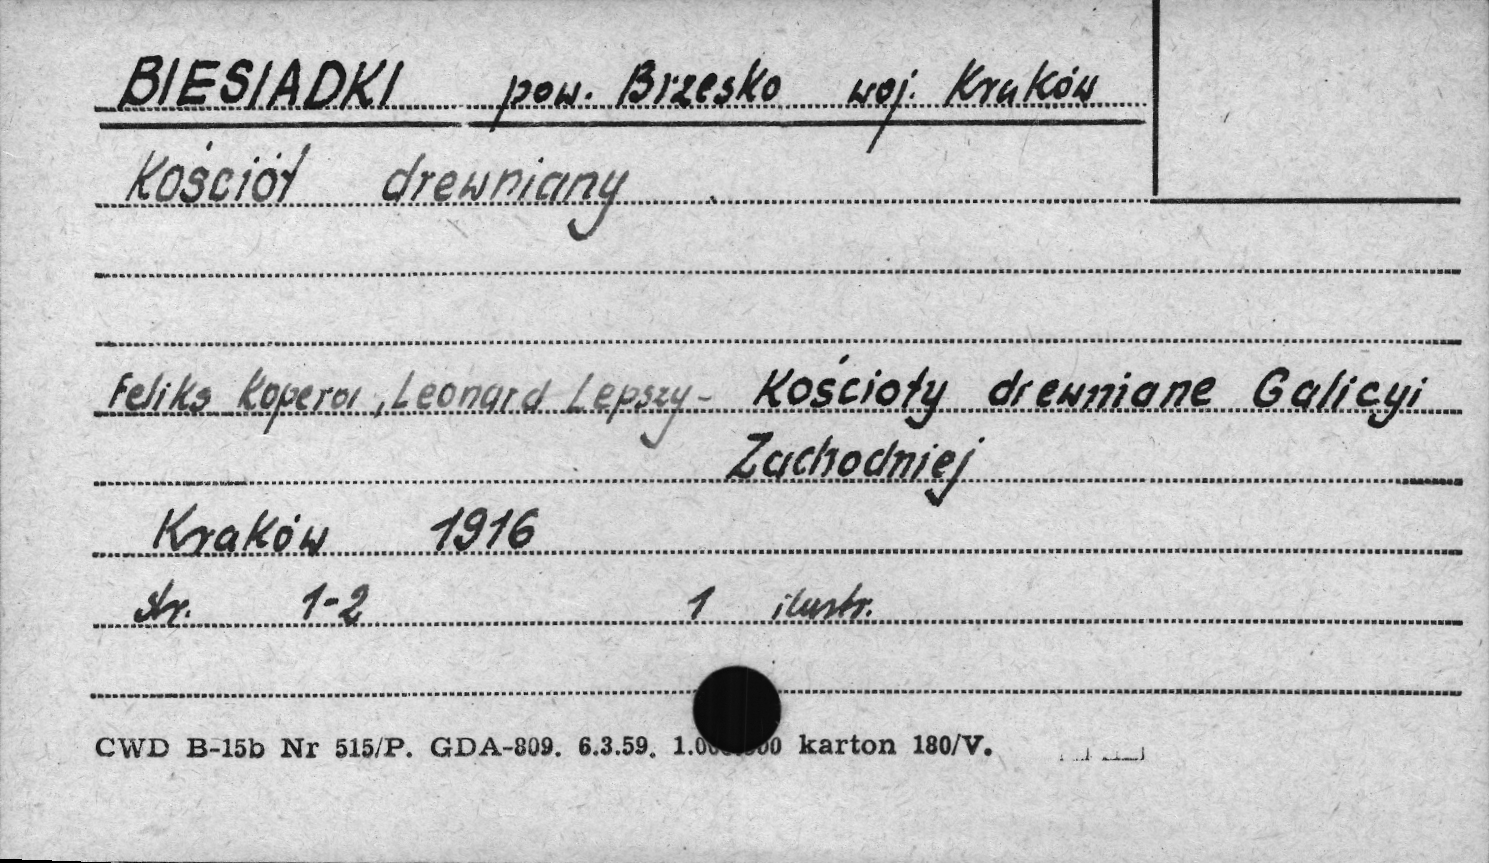 BIESIADKI pow. Brzesko woj. Kraków
Kościół drewniany
Feliks Kopera, Leonard Lepszy - Kościoły drewniane Galicyi
Zachodniej
Kraków 1916
str. 1-2 1 ilustr.
CWD B-15b Nr 515/P. GDA-809. 6.3.59. karton 180/V.